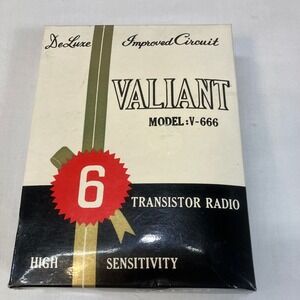 DeLuxe Improved Circuit
VALIANT
MODEL:V-666
6 TRANSISTOR RADIO
HIGH SENSITIVITY